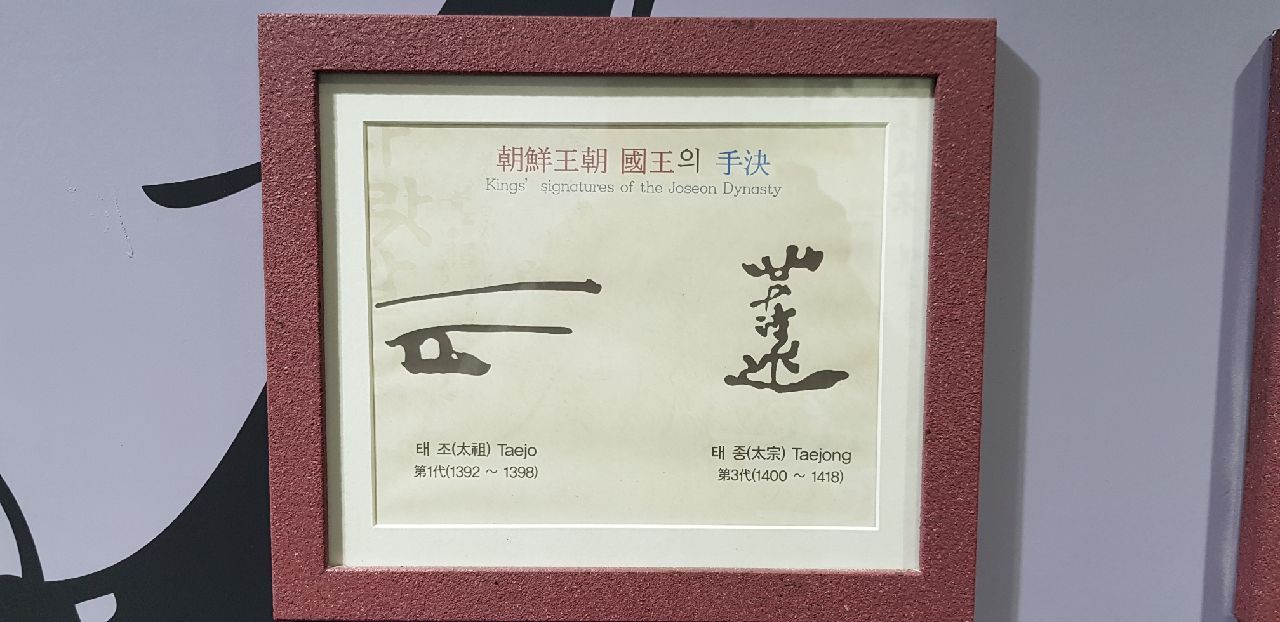 朝鮮王朝 國王의 手決
Kings' signatures of the Joseon Dynasty
태 조(太祖) Taejo
第1代(1392 ~ 1398)
태 종(太宗) Taejong
第3代(1400 ~ 1418)